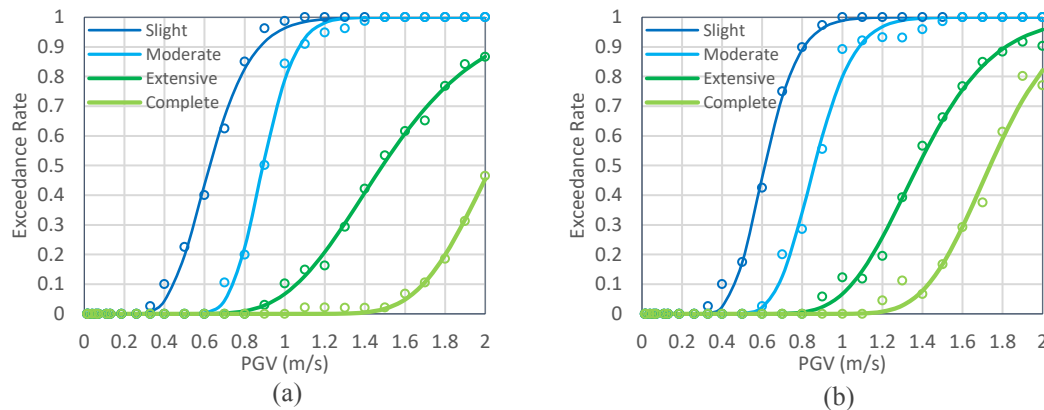 1
0.9
0.8
0.7
0.6
0.5
0.4
0.3
0.2
0.1
0
Exceedance Rate
Slight
Moderate
Extensive
Complete
0 0.2 0.4 0.6 0.8 1 1.2 1.4 1.6 1.8 2
PGV (m/s)
(a)
1
0.9
0.8
0.7
0.6
0.5
0.4
0.3
0.2
0.1
0
Exceedance Rate
Slight
Moderate
Extensive
Complete
0 0.2 0.4 0.6 0.8 1 1.2 1.4 1.6 1.8 2
PGV (m/s)
(b)